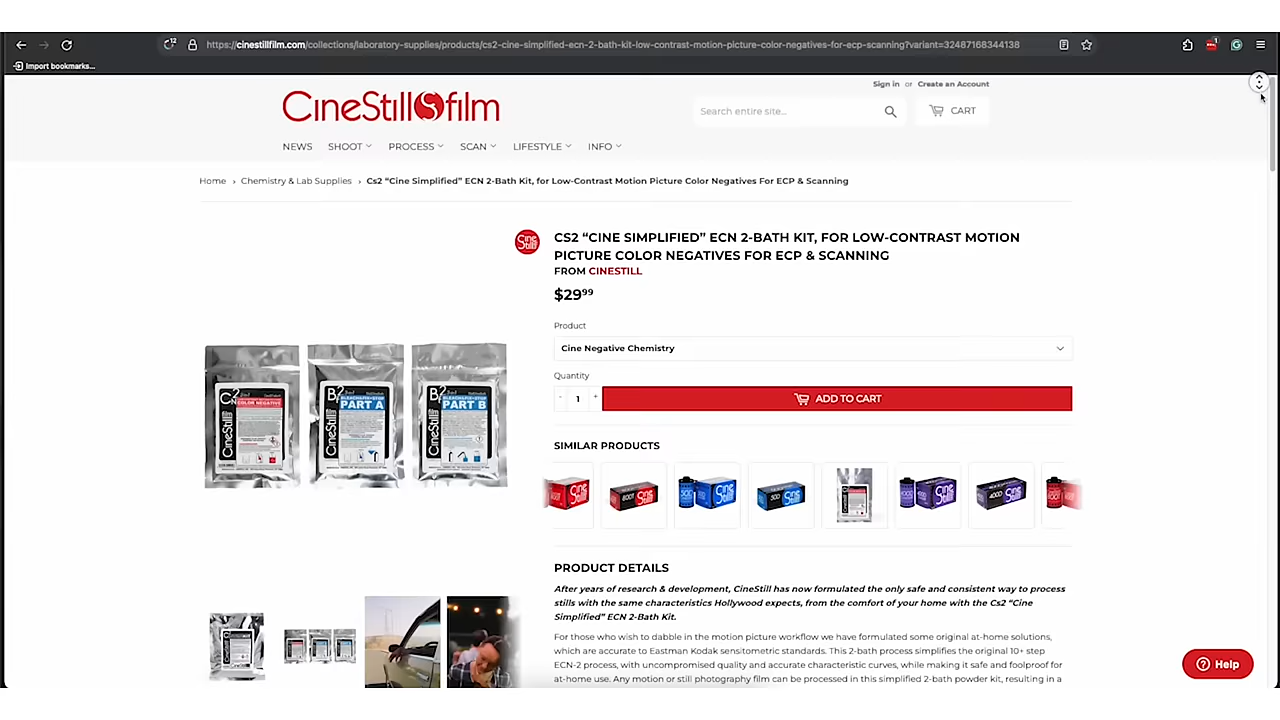 https://cinestillfilm.com/collections/laboratory-supplies/products/cs2-cine-simplified-ecn-2-bath-kit-low-contrast-motion-picture-color-negatives-for-ecp-scanning?variant=32487168344138
Import bookmarks...
Sign in or Create an Account
CineStill film
Search entire site...
CART
NEWS SHOOT PROCESS SCAN LIFESTYLE INFO
Home › Chemistry & Lab Supplies › Cs2 “Cine Simplified” ECN 2-Bath Kit, for Low-Contrast Motion Picture Color Negatives For ECP & Scanning
CS2 “CINE SIMPLIFIED” ECN 2-BATH KIT, FOR LOW-CONTRAST MOTION
PICTURE COLOR NEGATIVES FOR ECP & SCANNING
FROM CINESTILL
$29⁹⁹
Product
Cine Negative Chemistry
Quantity
- 1 +
ADD TO CART
SIMILAR PRODUCTS
PART A
PART B
CineStill
CineStill
CineStill
PRODUCT DETAILS
After years of research & development, CineStill has now formulated the only safe and consistent way to process
stills with the same characteristics Hollywood expects, from the comfort of your home with the Cs2 “Cine
Simplified” ECN 2-Bath Kit.
For those who wish to dabble in the motion picture workflow we have formulated some original at-home solutions,
which are accurate to Eastman Kodak sensitometric standards. This 2-bath process simplifies the original 10+ step
ECN-2 process, with uncompromised quality and accurate characteristic curves, while making it safe and foolproof for
at-home use. Any motion or still photography film can be processed in this simplified 2-bath powder kit, resulting in a
Help